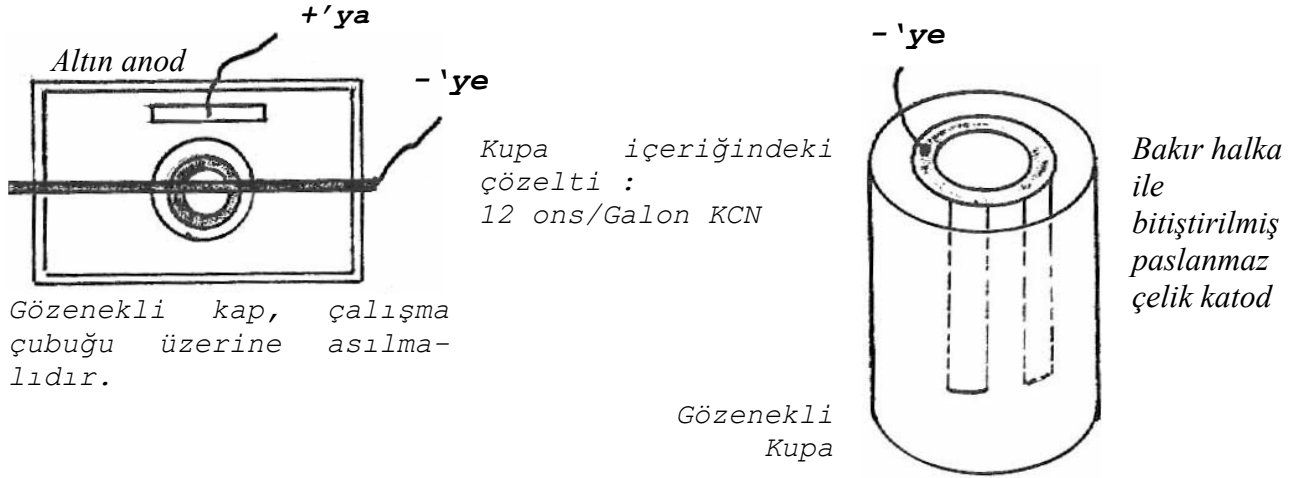 +'ya
Altın anod
-'ye
Gözenekli kap, çalışma
çubuğu üzerine asılma-
lıdır.
Kupa içeriğindeki
çözelti :
12 ons/Galon KCN
-'ye
Bakır halka
ile
bitiştirilmiş
paslanmaz
çelik katod
Gözenekli
Kupa